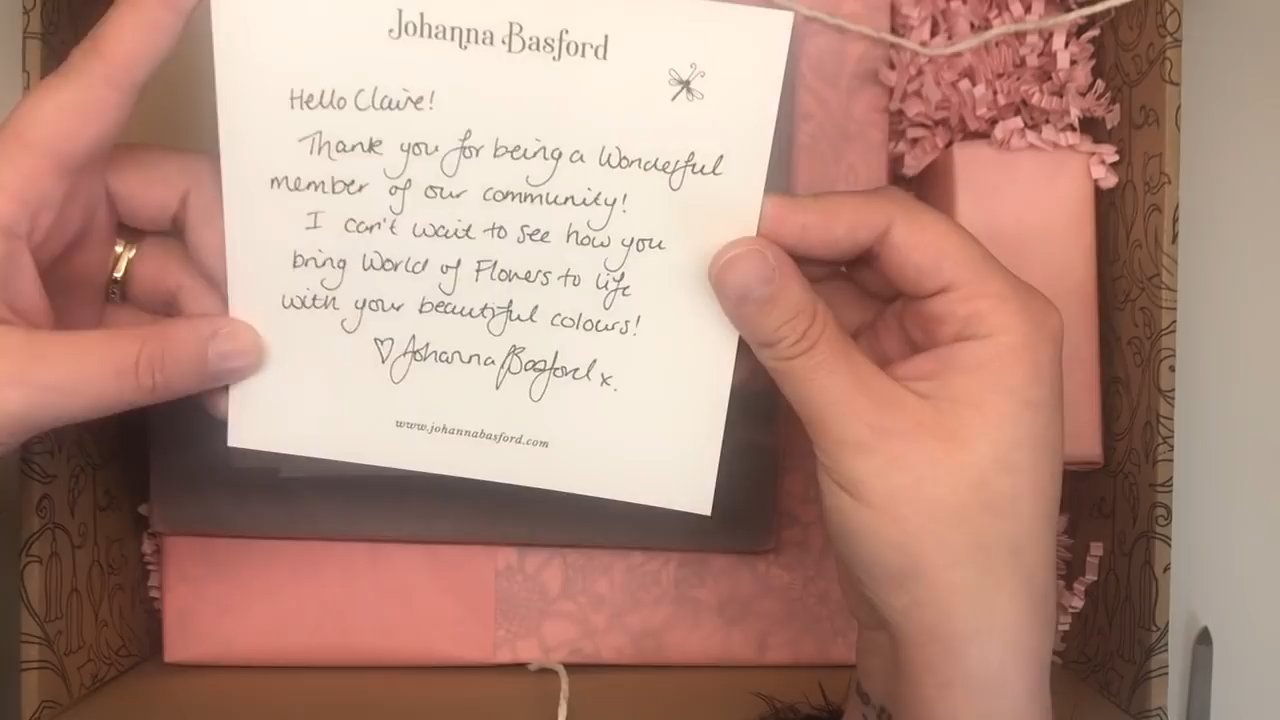 Johanna Basford
Hello Claire!
Thank you for being a Wonderful
member of our community!
I can't wait to see how you
bring World of Flowers to life
with your beautiful colours!
♡ Johanna Basford x.
www.johannabasford.com